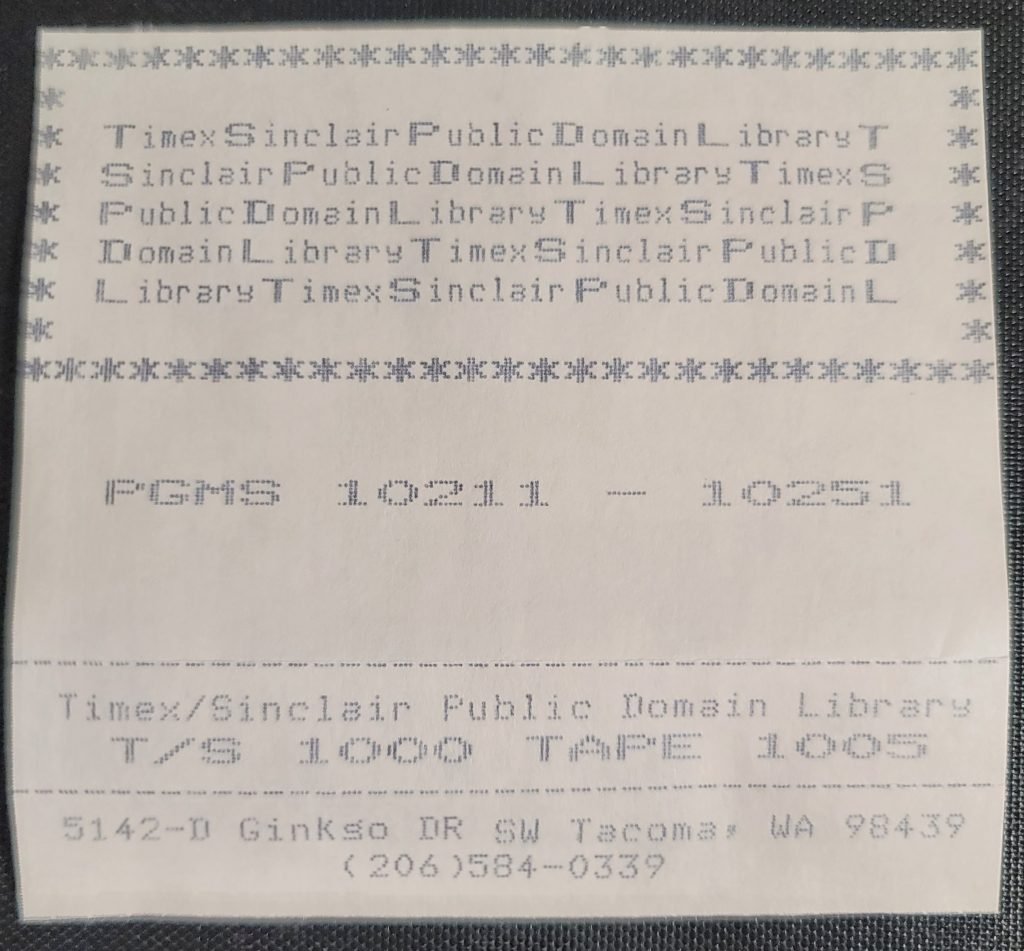 ***************************
* *
* TimexSinclairPublicDomainLibraryT *
* SinclairPublicDomainLibraryTimexS *
* PublicDomainLibraryTimexSinclairP *
* DomainLibraryTimexSinclairPublicD *
* LibraryTimexSinclairPublicDomainL *
* *
***************************
PGMS 10211 - 10251
Timex/Sinclair Public Domain Library
T/S 1000 TAPE 1005
5142-D Ginkgo DR SW Tacoma, WA 98439
(206)584-0339